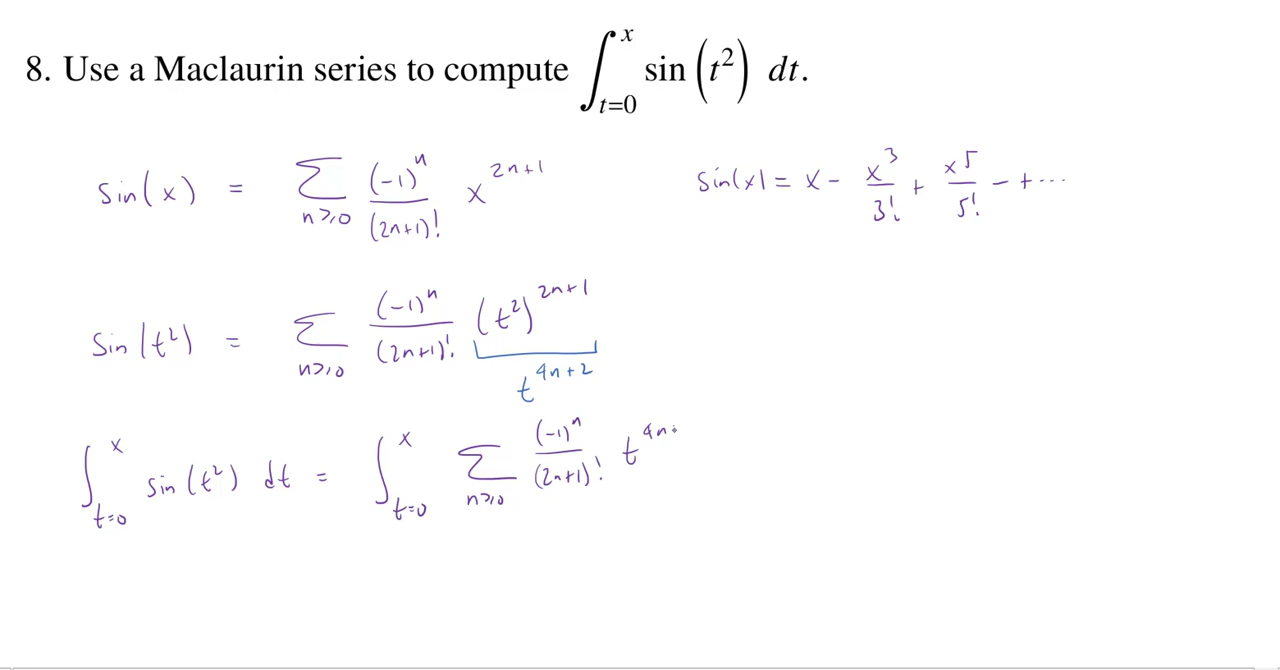 8. Use a Maclaurin series to compute ∫_{t=0}^{x} sin(t²) dt.
sin(x) = Σ_{n≥0} (-1)^n/(2n+1)! x^{2n+1}
sin(x) = x - x³/3! + x⁵/5! - + ...
sin(t²) = Σ_{n≥0} (-1)^n/(2n+1)! (t²)^{2n+1}
t^{4n+2}
∫_{t=0}^{x} sin(t²) dt = ∫_{t=0}^{x} Σ_{n≥0} (-1)^n/(2n+1)! t^{4n